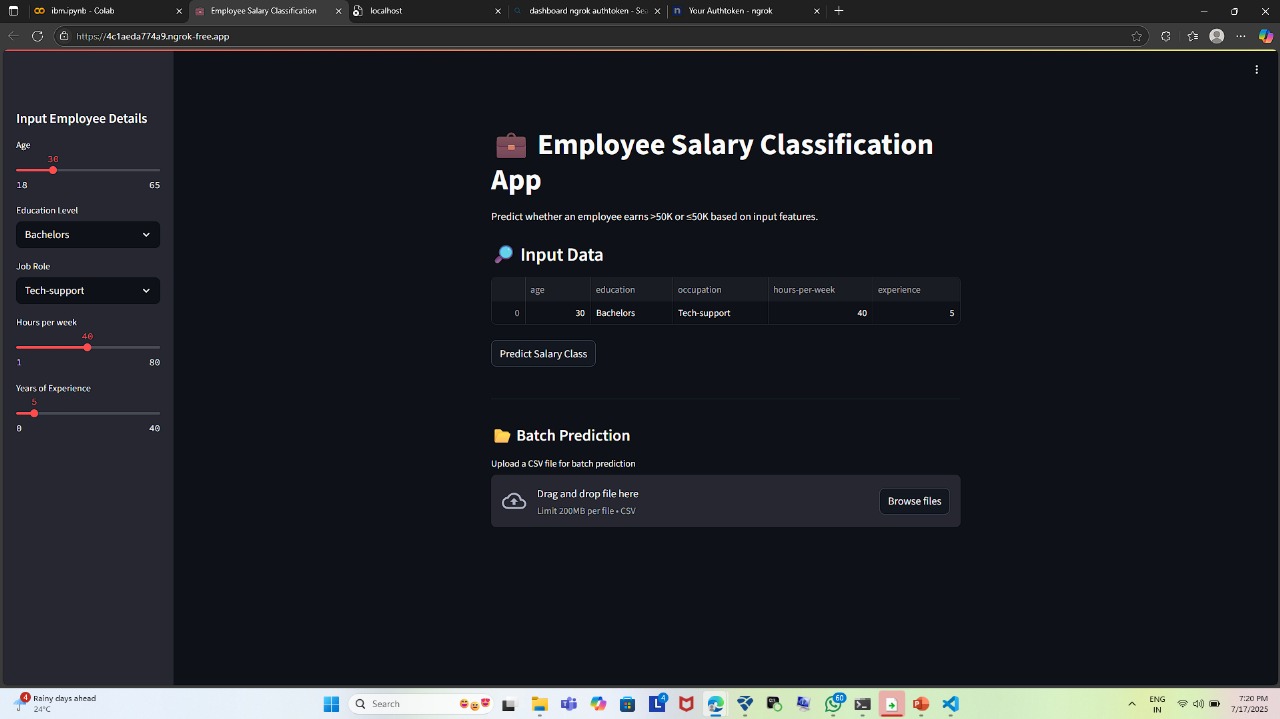 ibm.ipynb - Colab
Employee Salary Classification
localhost
dashboard ngrok authtoken - Sea
Your Authtoken - ngrok
https://4c1aeda774a9.ngrok-free.app
Input Employee Details
Age
30
18 65
Education Level
Bachelors
Job Role
Tech-support
Hours per week
40
1 80
Years of Experience
5
0 40
Employee Salary Classification
App
Predict whether an employee earns >50K or ≤50K based on input features.
Input Data
age education occupation hours-per-week experience
0 30 Bachelors Tech-support 40 5
Predict Salary Class
Batch Prediction
Upload a CSV file for batch prediction
Drag and drop file here
Limit 200MB per file • CSV
Browse files
4
Rainy days ahead
24°C
Search
4
60
ENG
IN
7:20 PM
7/17/2025